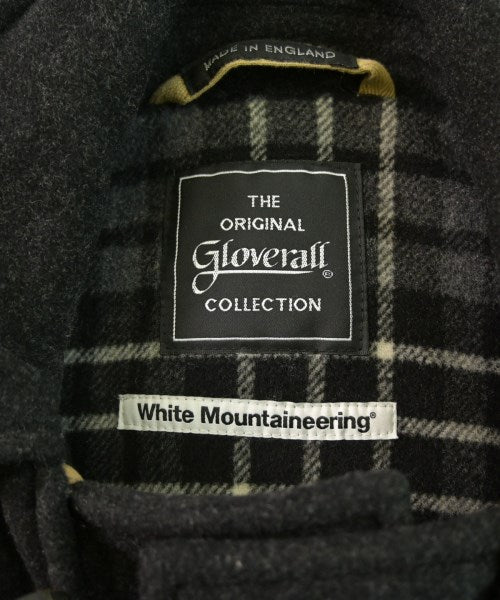 MADE IN ENGLAND
THE
ORIGINAL
Gloverall®
COLLECTION
White Mountaineering®